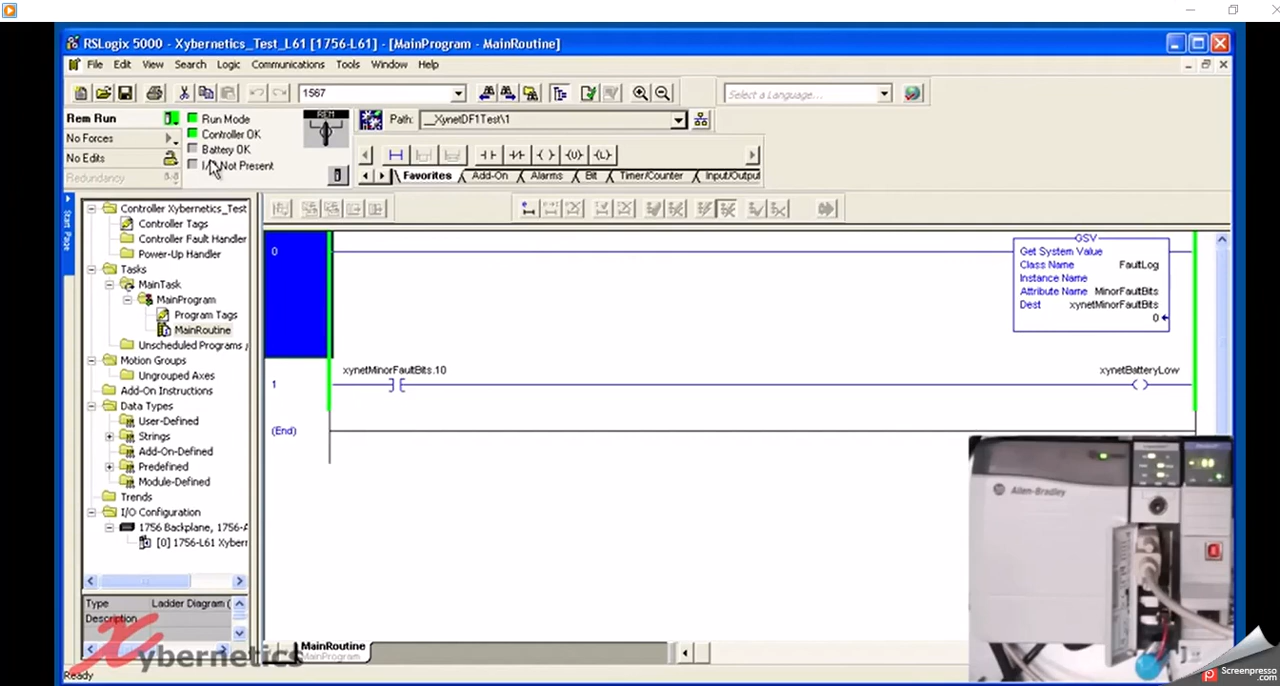 RSLogix 5000 - Xybernetics_Test_L61 [1756-L61] - [MainProgram - MainRoutine]
File Edit View Search Logic Communications Tools Window Help
1567
Select a Language...
Rem Run
No Forces
No Edits
Redundancy
Run Mode
Controller OK
Battery OK
Not Present
REM
Path: __XynetDF1Test\1
Favorites Add-On Alarms Bit Timer/Counter Input/Output
Start Page
Controller Xybernetics_Test
Controller Tags
Controller Fault Handler
Power-Up Handler
Tasks
MainTask
MainProgram
Program Tags
MainRoutine
Unscheduled Programs /
Motion Groups
Ungrouped Axes
Add-On Instructions
Data Types
User-Defined
Strings
Add-On-Defined
Predefined
Module-Defined
Trends
I/O Configuration
1756 Backplane, 1756-A
[0] 1756-L61 Xybern
Type Ladder Diagram (
Description
0
GSV
Get System Value
Class Name FaultLog
Instance Name
Attribute Name MinorFaultBits
Dest xynetMinorFaultBits
0
1
xynetMinorFaultBits.10
xynetBatteryLow
(End)
Allen-Bradley
MainRoutine
MainProgram
Xybernetics
Ready
Screenpresso
.com